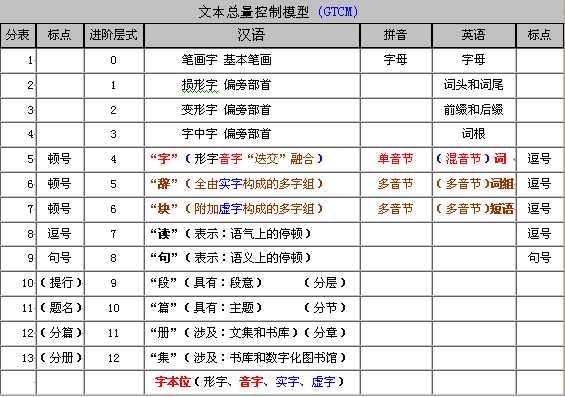 文本总量控制模型 (GTCM)
分表 标点 进阶层式 汉语 拼音 英语 标点
1 0 笔画字 基本笔画 字母 字母
2 1 损形字 偏旁部首 词头和词尾
3 2 变形字 偏旁部首 前缀和后缀
4 3 字中字 偏旁部首 词根
5 顿号 4 “字”（形字音字“迭交”融合） 单音节 （混音节）词 逗号
6 顿号 5 “辞”（全由实字构成的多字组） 多音节 （多音节）词组 逗号
7 顿号 6 “块”（附加虚字构成的多字组） 多音节 （多音节）短语 逗号
8 逗号 7 “读”（表示：语气上的停顿） 逗号
9 句号 8 “句”（表示：语义上的停顿） 句号
10 （提行） 9 “段”（具有：段意） （分层）
11 （题名） 10 “篇”（具有：主题） （分节）
12 （分篇） 11 “册”（涉及：文集和书库）（分章）
13 （分册） 12 “集”（涉及：书库和数字化图书馆）
字本位（形字、音字、实字、虚字）